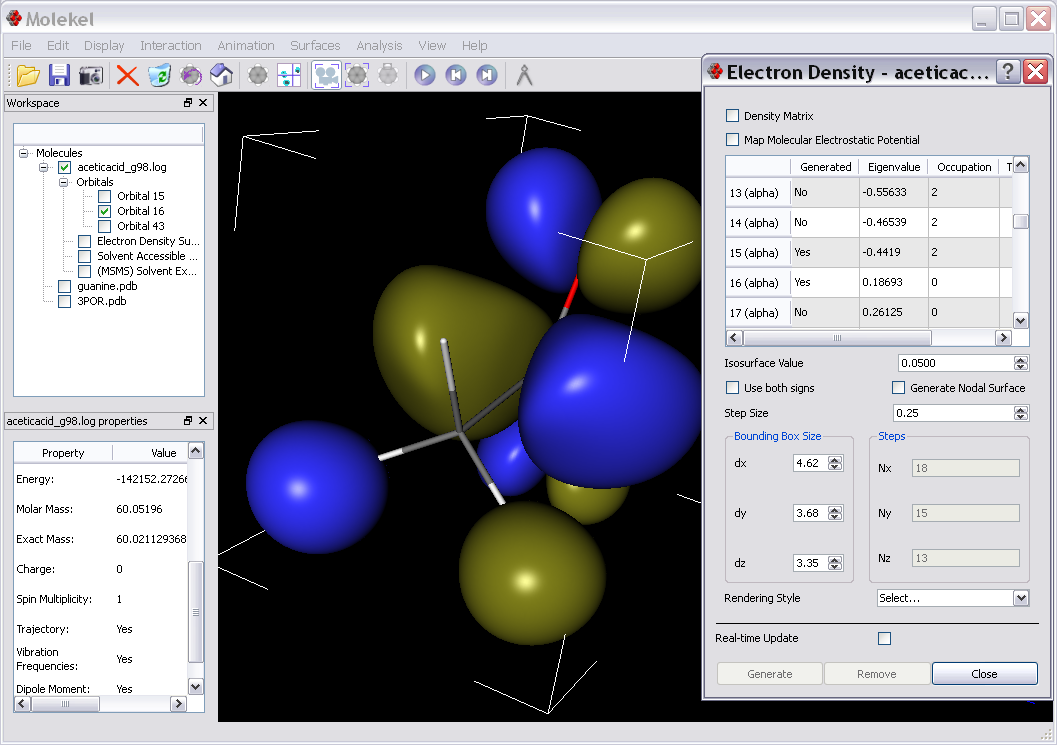 Molekel
File Edit Display Interaction Animation Surfaces Analysis View Help
Workspace
Molecules
aceticacid_g98.log
Orbitals
Orbital 15
Orbital 16
Orbital 43
Electron Density Su...
Solvent Accessible ...
(MSMS) Solvent Ex...
guanine.pdb
3POR.pdb
aceticacid_g98.log properties
Property Value
Energy: -142152.27266
Molar Mass: 60.05196
Exact Mass: 60.021129368
Charge: 0
Spin Multiplicity: 1
Trajectory: Yes
Vibration
Frequencies: Yes
Dipole Moment: Yes
Electron Density - aceticac...
Density Matrix
Map Molecular Electrostatic Potential
Generated Eigenvalue Occupation T
13 (alpha) No -0.55633 2
14 (alpha) No -0.46539 2
15 (alpha) Yes -0.4419 2
16 (alpha) Yes 0.18693 0
17 (alpha) No 0.26125 0
Isosurface Value 0.0500
Use both signs Generate Nodal Surface
Step Size 0.25
Bounding Box Size Steps
dx 4.62 Nx 18
dy 3.68 Ny 15
dz 3.35 Nz 13
Rendering Style Select...
Real-time Update
Generate Remove Close